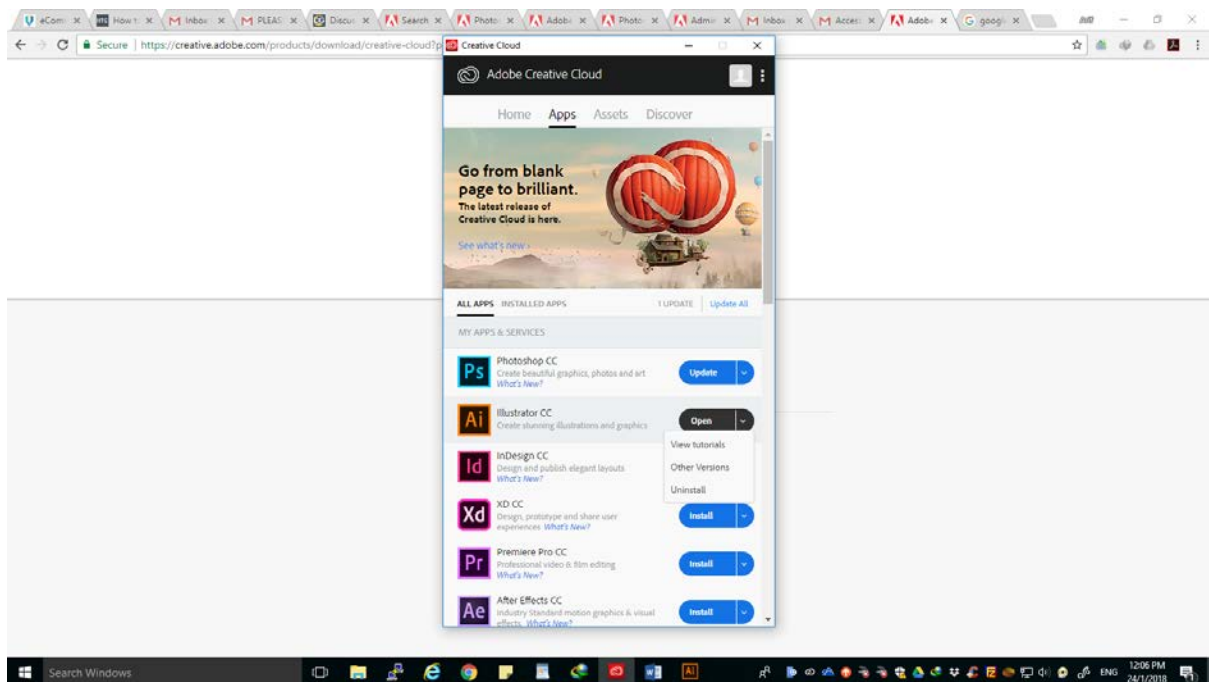 eCom
How t
Inbox
PLEAS
Discu
Search
Photo
Adob
Photo
Admi
Inbox
Acces
Adob
googl
Secure | https://creative.adobe.com/products/download/creative-cloud?p
Creative Cloud
Adobe Creative Cloud
Home Apps Assets Discover
Go from blank
page to brilliant.
The latest release of
Creative Cloud is here.
See what's new ›
ALL APPS INSTALLED APPS 1 UPDATE Update All
MY APPS & SERVICES
Ps
Photoshop CC
Create beautiful graphics, photos and art
What's New?
Update
Ai
Illustrator CC
Create stunning illustrations and graphics
Open
View tutorials
Other Versions
Uninstall
Id
InDesign CC
Design and publish elegant layouts
What's New?
Xd
XD CC
Design, prototype and share user
experiences What's New?
Install
Pr
Premiere Pro CC
Professional video & film editing
What's New?
Install
Ae
After Effects CC
Industry Standard motion graphics & visual
effects. What's New?
Install
Search Windows
Ai
ENG
12:06 PM
24/1/2018